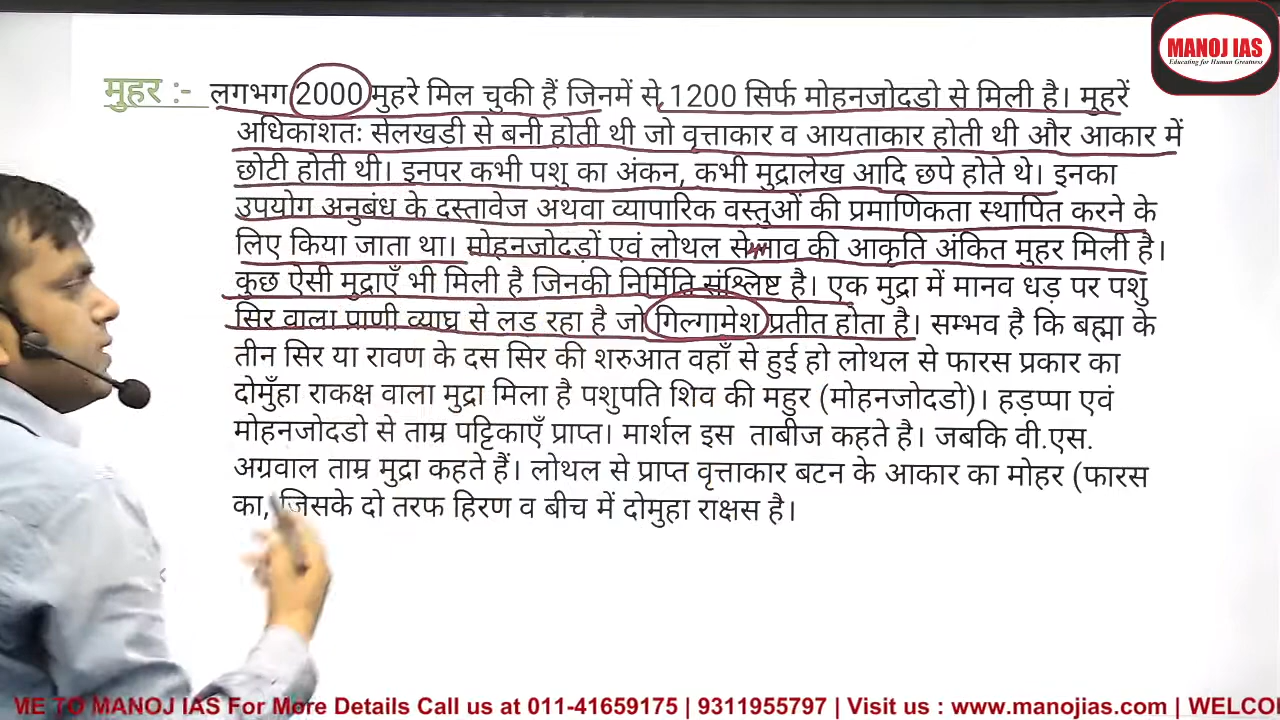 MANOJ IAS
Educating for Human Greatness
मुहर :- लगभग 2000 मुहरे मिल चुकी हैं जिनमें से 1200 सिर्फ मोहनजोदडो से मिली है। मूहरें
अधिकांशतः सेलखड़ी से बनी होती थी जो वृत्ताकार व आयताकार होती थी और आकार में
छोटी होती थी। इनपर कभी पशु का अंकन, कभी मुद्रालेख आदि छपे होते थे। इनका
उपयोग अनुबंध के दस्तावेज अथवा व्यापारिक वस्तुओं की प्रमाणिकता स्थापित करने के
लिए किया जाता था। मोहनजोदड़ों एवं लोथल से नाव की आकृति अंकित मुहर मिली है।
कुछ ऐसी मुद्राएँ भी मिली है जिनकी निर्मिति संश्लिष्ट है। एक मुद्रा में मानव धड़ पर पशु
सिर वाला पाणी व्याघ्र से लड रहा है जो गिल्गामेश प्रतीत होता है। सम्भव है कि बह्मा के
तीन सिर या रावण के दस सिर की शरुआत वहाँ से हुई हो लोथल से फारस प्रकार का
दोमुँहा राकक्ष वाला मुद्रा मिला है पशुपति शिव की महुर (मोहनजोदडो)। हड़प्पा एवं
मोहनजोदडो से ताम्र पट्टिकाएँ प्राप्त। मार्शल इस ताबीज कहते है। जबकि वी.एस.
अग्रवाल ताम्र मुद्रा कहते हैं। लोथल से प्राप्त वृत्ताकार बटन के आकार का मोहर (फारस
का, जिसके दो तरफ हिरण व बीच में दोमुहा राक्षस है।
ME TO MANOJ IAS For More Details Call us at 011-41659175 | 9311955797 | Visit us : www.manojias.com | WELCO